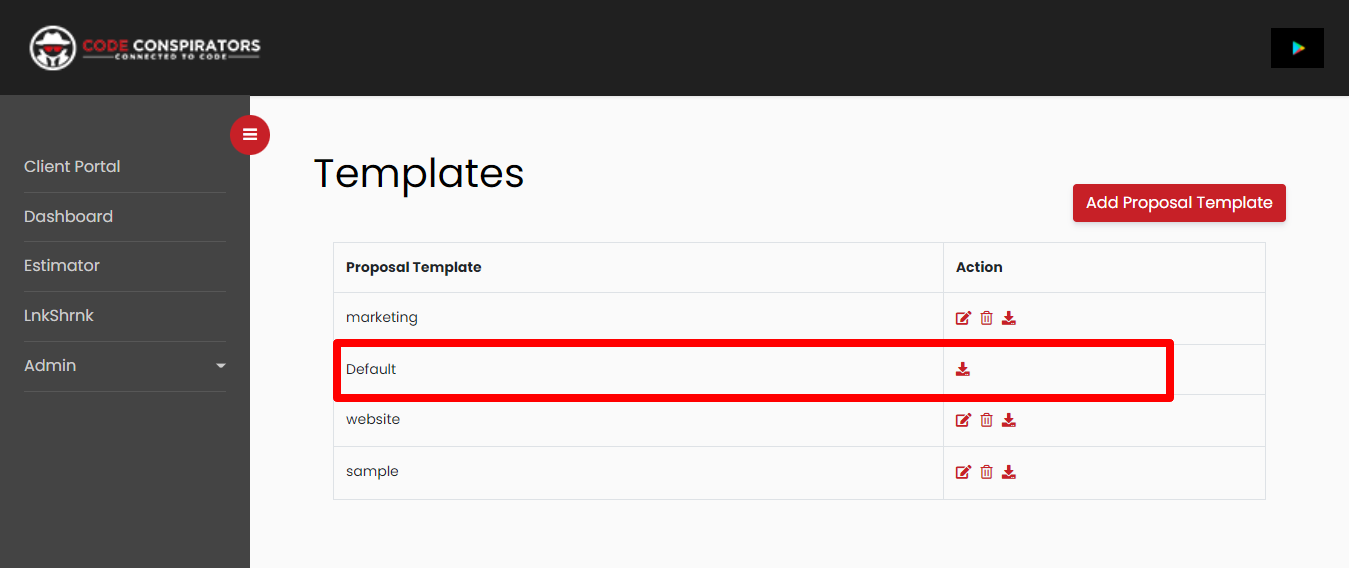 CODE CONSPIRATORS
CONNECTED TO CODE
Client Portal
Dashboard
Estimator
LnkShrnk
Admin
Templates
Add Proposal Template
Proposal Template Action
marketing
Default
website
sample